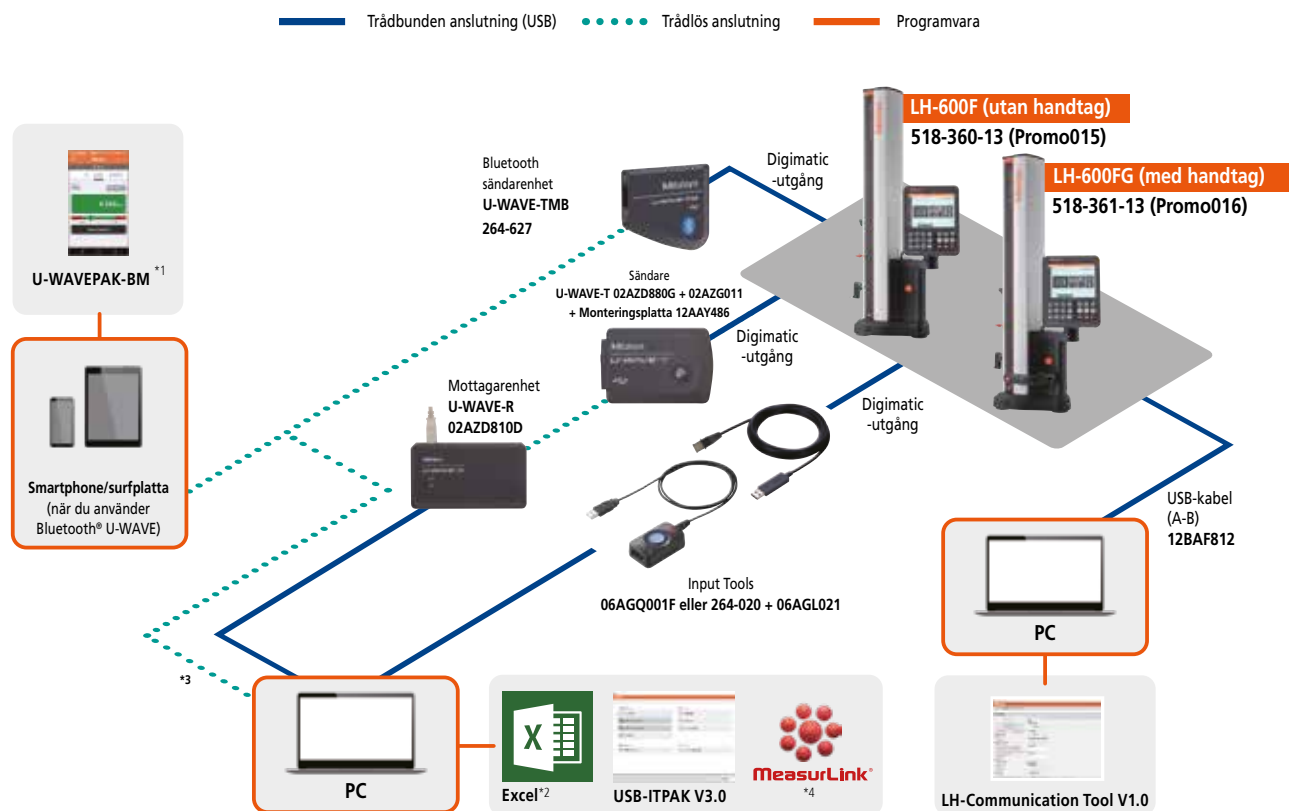 Trådbunden anslutning (USB)
Trådlös anslutning
Programvara
LH-600F (utan handtag)
518-360-13 (Promo015)
LH-600FG (med handtag)
518-361-13 (Promo016)
Bluetooth
sändarenhet
U-WAVE-TMB
264-627
Digimatic
-utgång
U-WAVEPAK-BM *1
Sändare
U-WAVE-T 02AZD880G + 02AZG011
+ Monteringsplatta 12AAY486
Mitutoyo
Digimatic
-utgång
Mottagarenhet
U-WAVE-R
02AZD810D
Digimatic
-utgång
Smartphone/surfplatta
(när du använder
Bluetooth® U-WAVE)
USB-kabel
(A-B)
12BAF812
Input Tools
06AGQ001F eller 264-020 + 06AGL021
PC
*3
X
MeasurLink®
*4
PC
Excel*2
USB-ITPAK V3.0
LH-Communication Tool V1.0